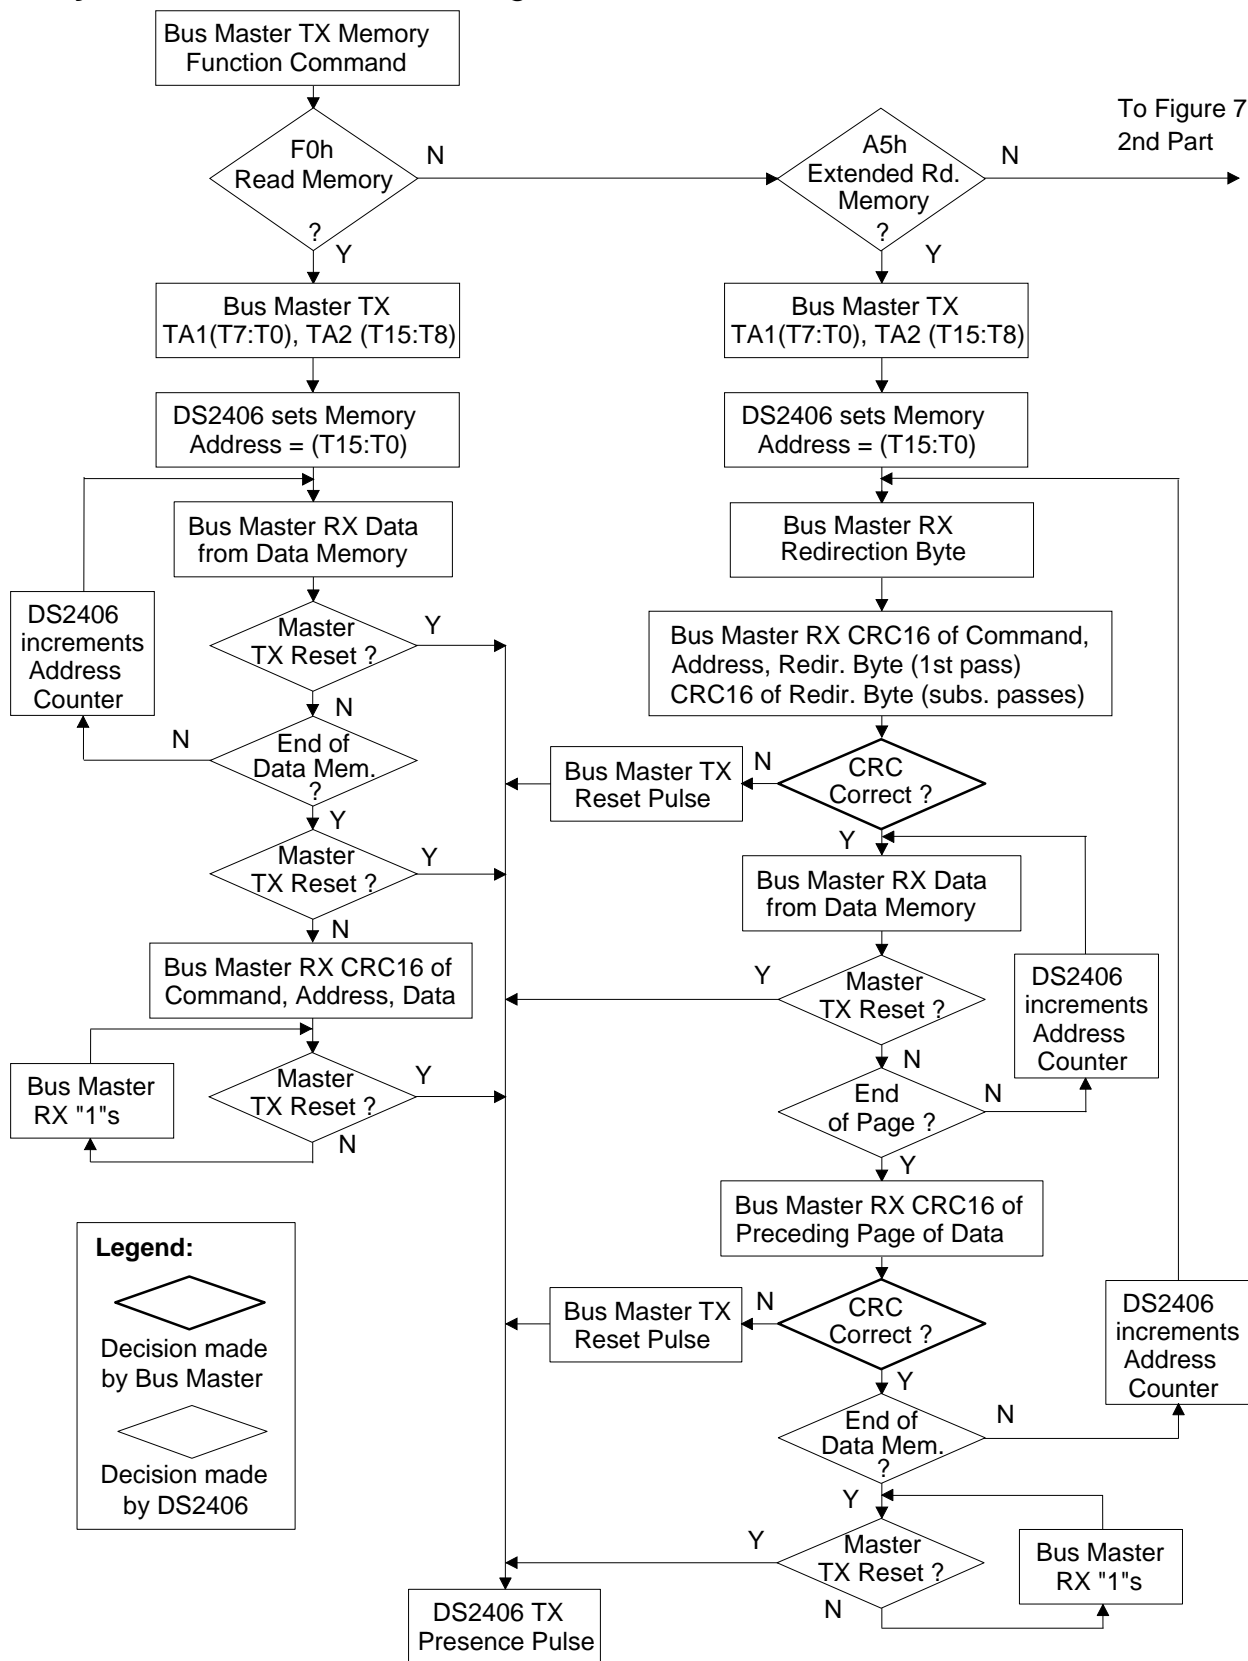 Bus Master TX Memory
Function Command
F0h
Read Memory
?
N
Y
A5h
Extended Rd.
Memory
?
N
Y
To Figure 7
2nd Part
Bus Master TX
TA1(T7:T0), TA2 (T15:T8)
DS2406 sets Memory
Address = (T15:T0)
Bus Master RX Data
from Data Memory
DS2406
increments
Address
Counter
Master
TX Reset ?
Y
N
End of
Data Mem.
?
N
Y
Master
TX Reset ?
Y
N
Bus Master RX CRC16 of
Command, Address, Data
Master
TX Reset ?
Y
N
Bus Master
RX "1"s
Bus Master TX
TA1(T7:T0), TA2 (T15:T8)
DS2406 sets Memory
Address = (T15:T0)
Bus Master RX
Redirection Byte
Bus Master RX CRC16 of Command,
Address, Redir. Byte (1st pass)
CRC16 of Redir. Byte (subs. passes)
CRC
Correct ?
N
Y
Bus Master TX
Reset Pulse
Bus Master RX Data
from Data Memory
Master
TX Reset ?
Y
N
DS2406
increments
Address
Counter
End
of Page ?
N
Y
Bus Master RX CRC16 of
Preceding Page of Data
CRC
Correct ?
N
Y
Bus Master TX
Reset Pulse
DS2406
increments
Address
Counter
End of
Data Mem.
?
N
Y
Master
TX Reset ?
Y
N
Bus Master
RX "1"s
DS2406 TX
Presence Pulse
Legend:
Decision made
by Bus Master
Decision made
by DS2406